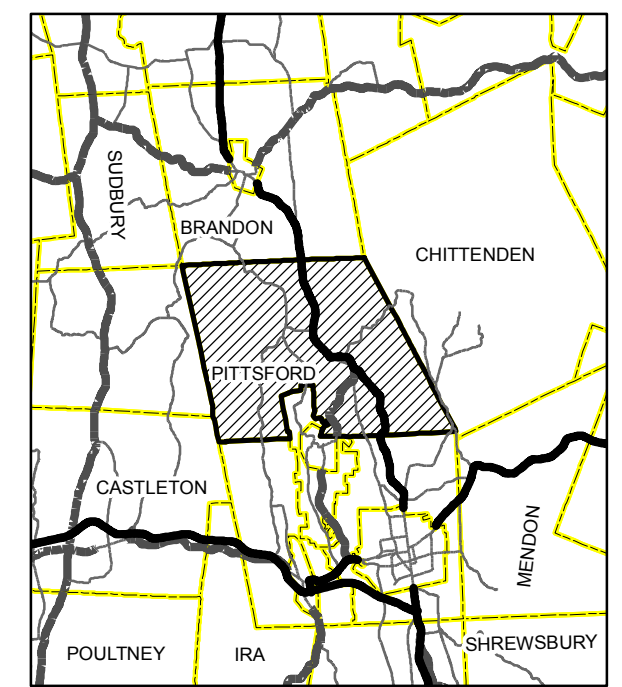 SUDBURY
BRANDON
CHITTENDEN
PITTSFORD
CASTLETON
MENDON
POULTNEY
IRA
SHREWSBURY